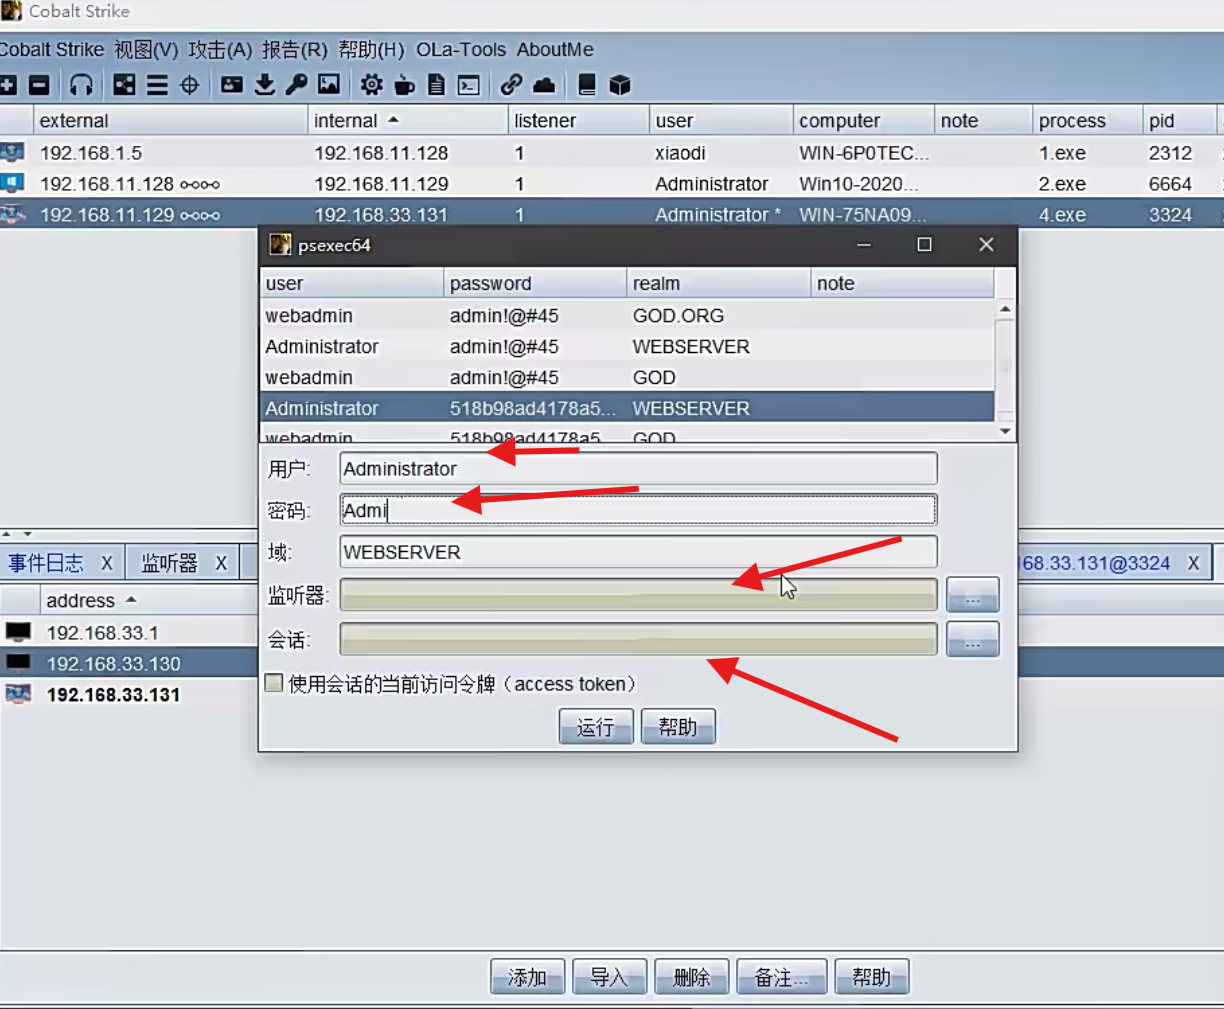 Cobalt Strike
Cobalt Strike 视图(V) 攻击(A) 报告(R) 帮助(H) OLa-Tools AboutMe
external internal listener user computer note process pid
192.168.1.5 192.168.11.128 1 xiaodi WIN-6P0TEC... 1.exe 2312
192.168.11.128 192.168.11.129 1 Administrator Win10-2020... 2.exe 6664
192.168.11.129 192.168.33.131 1 Administrator * WIN-75NA09... 4.exe 3324
psexec64
user password realm note
webadmin admin!@#45 GOD.ORG
Administrator admin!@#45 WEBSERVER
webadmin admin!@#45 GOD
Administrator 518b98ad4178a5... WEBSERVER
webadmin 518b98ad4178a5 GOD
用户: Administrator
密码: Admi
域: WEBSERVER
监听器: ...
会话: ...
使用会话的当前访问令牌（access token）
运行 帮助
事件日志 X 监听器 X 168.33.131@3324 X
address
192.168.33.1
192.168.33.130
192.168.33.131
添加 导入 删除 备注... 帮助